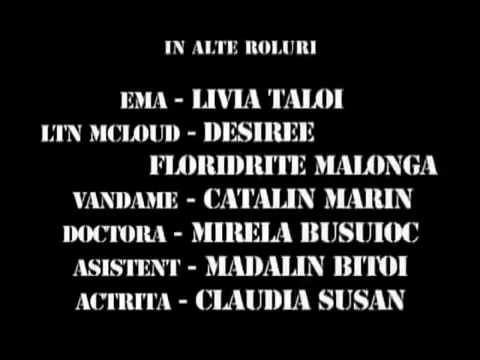 IN ALTE ROLURI
EMA - LIVIA TALOI
LTN MCLOUD - DESIREE
FLORIDRITE MALONGA
VANDAME - CATALIN MARIN
DOCTORA - MIRELA BUSUIOC
ASISTENT - MADALIN BITOI
ACTRITA - CLAUDIA SUSAN